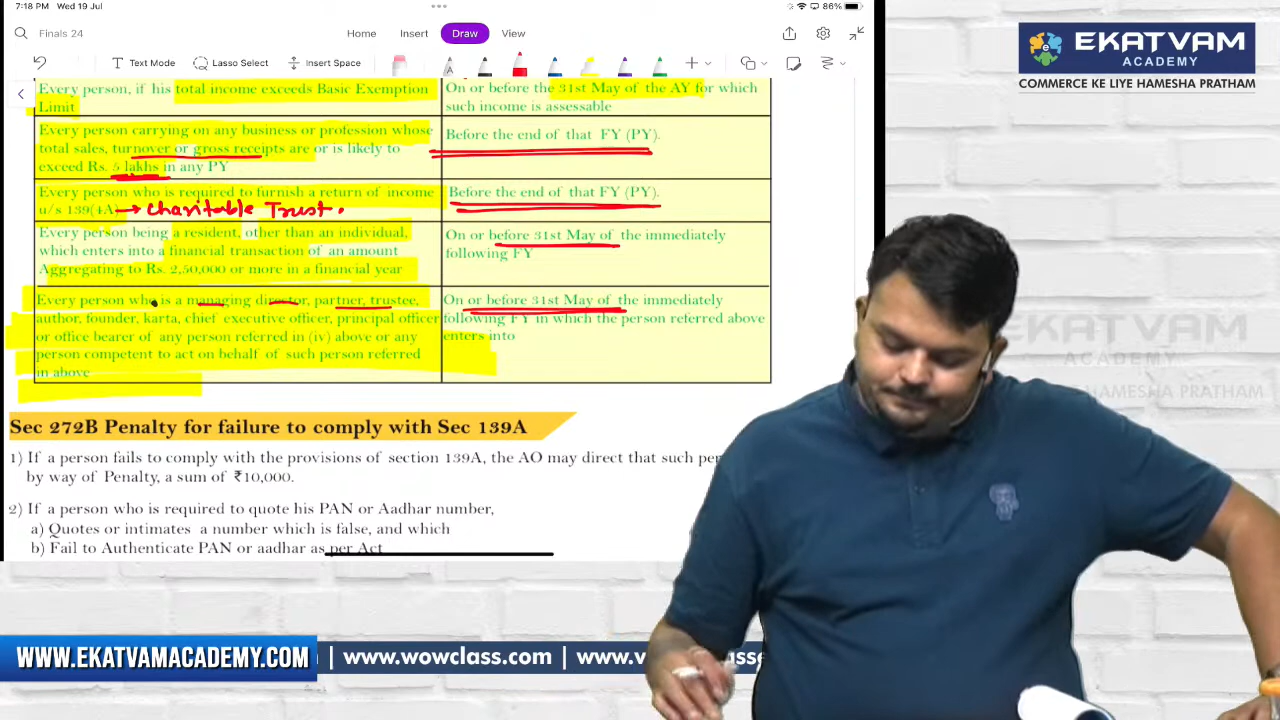 7:18 PM Wed 19 Jul
86%
Finals 24
Home Insert Draw View
Text Mode Lasso Select Insert Space
Every person, if his total income exceeds Basic Exemption
Limit
On or before the 31st May of the AY for which
such income is assessable
Every person carrying on any business or profession whose
total sales, turnover or gross receipts are or is likely to
exceed Rs. 5 lakhs in any PY
Before the end of that FY (PY).
Every person who is required to furnish a return of income
u/s 139(4A) → Charitable Trust.
Before the end of that FY (PY).
Every person being a resident, other than an individual,
which enters into a financial transaction of an amount
Aggregating to Rs. 2,50,000 or more in a financial year
On or before 31st May of the immediately
following FY
Every person who is a managing director, partner, trustee,
author, founder, karta, chief executive officer, principal officer
or office bearer of any person referred in (iv) above or any
person competent to act on behalf of such person referred
in above
On or before 31st May of the immediately
following FY in which the person referred above
enters into
Sec 272B Penalty for failure to comply with Sec 139A
1) If a person fails to comply with the provisions of section 139A, the AO may direct that such per
by way of Penalty, a sum of ₹10,000.
2) If a person who is required to quote his PAN or Aadhar number,
a) Quotes or intimates a number which is false, and which
b) Fail to Authenticate PAN or aadhar as per Act
EKATVAM
ACADEMY
COMMERCE KE LIYE HAMESHA PRATHAM
EKATVAM
ACADEMY
HAMESHA PRATHAM
WWW.EKATVAMACADEMY.COM | www.wowclass.com | www.v